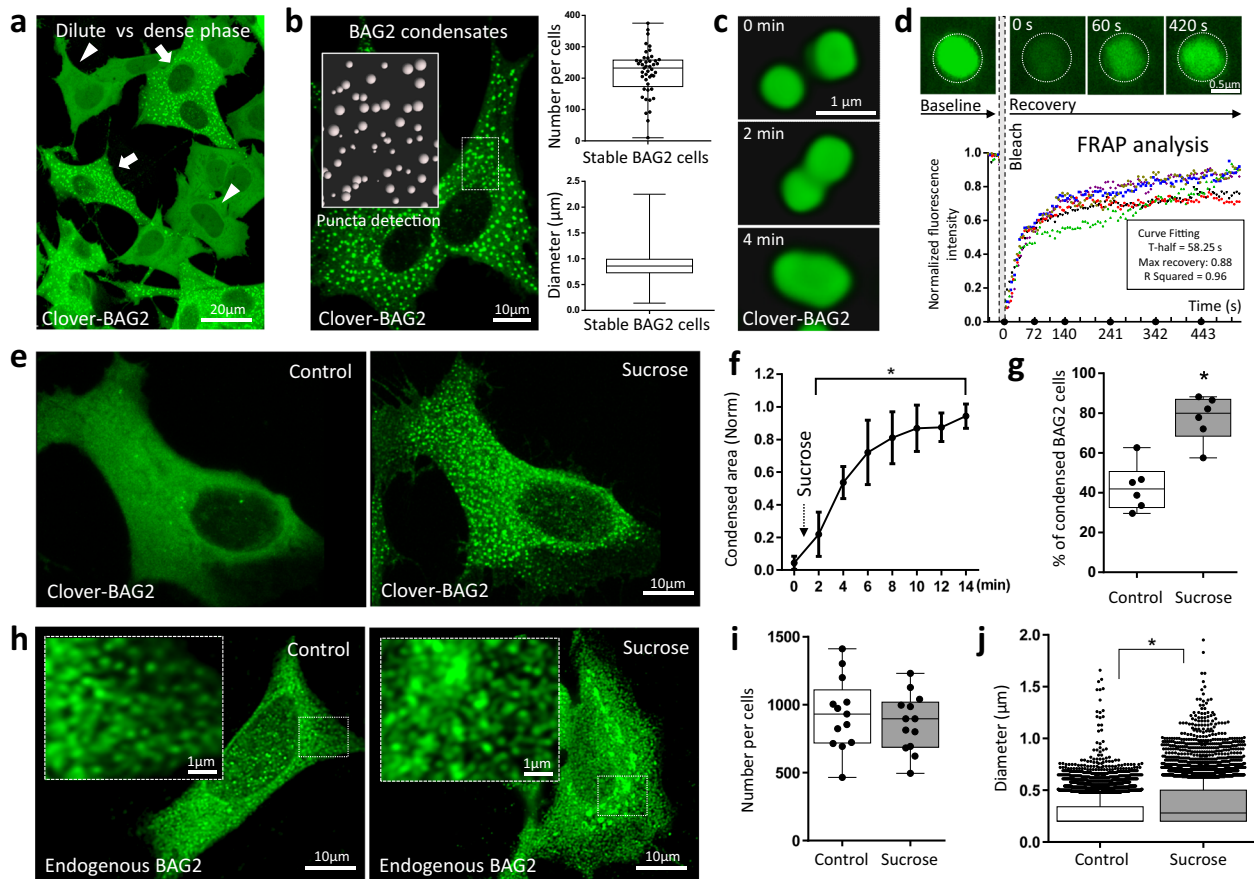 a
Dilute vs dense phase
Clover-BAG2
20µm
b
BAG2 condensates
Puncta detection
Clover-BAG2
10µm
Number per cells
400
300
200
100
0
Stable BAG2 cells
Diameter (µm)
2.5
2.0
1.5
1.0
0.5
0.0
Stable BAG2 cells
c
0 min
1 µm
2 min
4 min
Clover-BAG2
d
0 s
60 s
420 s
0.5µm
Baseline
Recovery
Bleach
FRAP analysis
Normalized fluorescence
intensity
1.0
0.8
0.6
0.4
0.2
0.0
Curve Fitting
T-half = 58.25 s
Max recovery: 0.88
R Squared = 0.96
Time (s)
0 72 140 241 342 443
e
Control
Clover-BAG2
Sucrose
Clover-BAG2
10µm
f
Condensed area (Norm)
1.2
1.0
0.8
0.6
0.4
0.2
0.0
Sucrose
*
0 2 4 6 8 10 12 14 (min)
g
% of condensed BAG2 cells
100
80
60
40
20
0
*
Control Sucrose
h
Control
1µm
Endogenous BAG2
10µm
Sucrose
1µm
Endogenous BAG2
10µm
i
Number per cells
1500
1000
500
0
Control Sucrose
j
Diameter (µm)
2.0
1.5
1.0
0.5
0.0
*
Control Sucrose